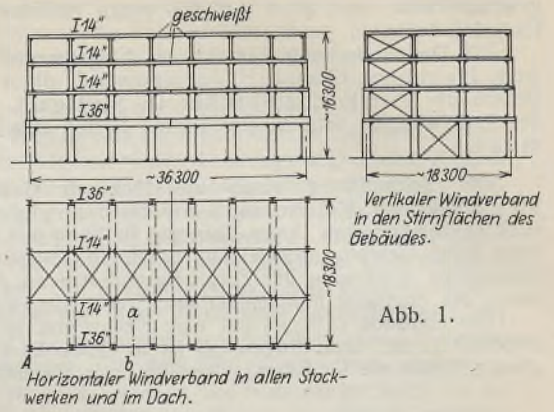 geschweißt
I14"
I14"
I14"
I36"
~36300
~16300
~18300
Vertikaler Windverband
in den Stirnflächen des
Gebäudes.
I36"
I14"
I14"
a
I36"
A
b
~18300
Abb. 1.
Horizontaler Windverband in allen Stock-
werken und im Dach.